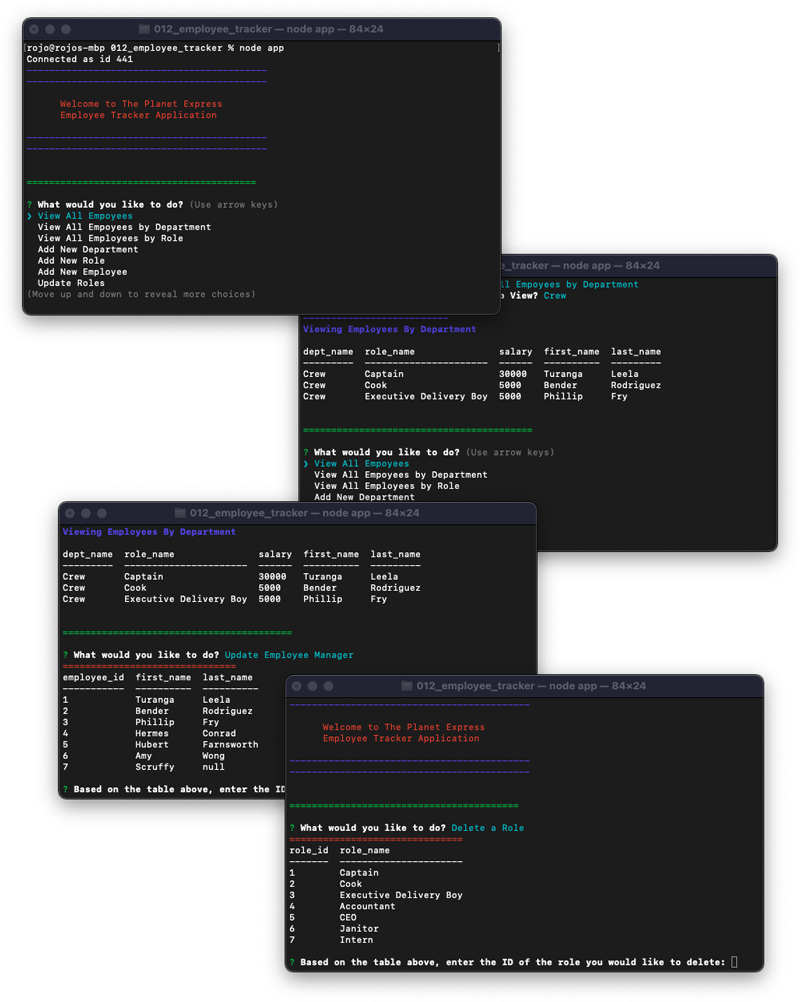 012_employee_tracker — node app — 84×24
[rojo@rojos-mbp 012_employee_tracker % node app ]
Connected as id 441
Welcome to The Planet Express
Employee Tracker Application
==========================================
? What would you like to do? (Use arrow keys)
❯ View All Empoyees
View All Empoyees by Department
View All Employees by Role
Add New Department
Add New Role
Add New Employee
Update Roles
(Move up and down to reveal more choices)
_tracker — node app — 84×24
Empoyees by Department
View? Crew
Viewing Employees By Department
dept_name role_name salary first_name last_name
--------- ---------------------- ------ ---------- ---------
Crew Captain 30000 Turanga Leela
Crew Cook 5000 Bender Rodriguez
Crew Executive Delivery Boy 5000 Phillip Fry
==========================================
? What would you like to do? (Use arrow keys)
❯ View All Empoyees
View All Empoyees by Department
View All Employees by Role
Add New Department
012_employee_tracker — node app — 84×24
Viewing Employees By Department
dept_name role_name salary first_name last_name
--------- ---------------------- ------ ---------- ---------
Crew Captain 30000 Turanga Leela
Crew Cook 5000 Bender Rodriguez
Crew Executive Delivery Boy 5000 Phillip Fry
==========================================
? What would you like to do? Update Employee Manager
===============================
employee_id first_name last_name
----------- ---------- ----------
1 Turanga Leela
2 Bender Rodriguez
3 Phillip Fry
4 Hermes Conrad
5 Hubert Farnsworth
6 Amy Wong
7 Scruffy null
? Based on the table above, enter the ID
012_employee_tracker — node app — 84×24
Welcome to The Planet Express
Employee Tracker Application
==========================================
? What would you like to do? Delete a Role
===============================
role_id role_name
------- ----------------------
1 Captain
2 Cook
3 Executive Delivery Boy
4 Accountant
5 CEO
6 Janitor
7 Intern
? Based on the table above, enter the ID of the role you would like to delete: